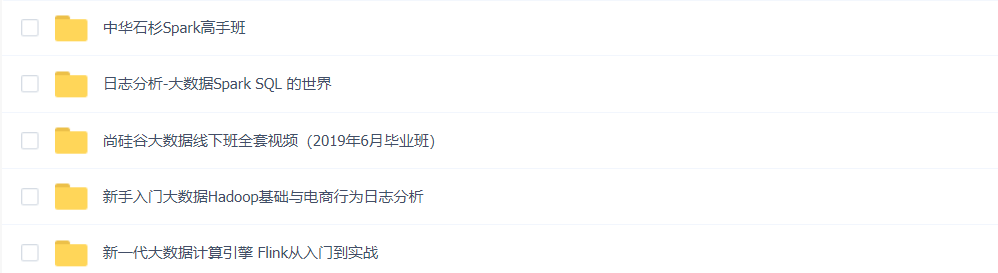 中华石杉Spark高手班
日志分析-大数据Spark SQL 的世界
尚硅谷大数据线下班全套视频（2019年6月毕业班）
新手入门大数据Hadoop基础与电商行为日志分析
新一代大数据计算引擎 Flink从入门到实战